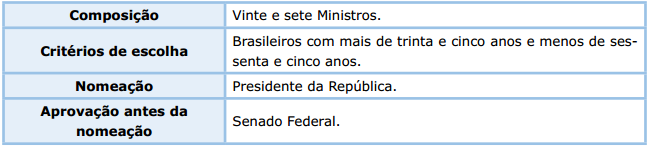 Composição
Vinte e sete Ministros.
Critérios de escolha
Brasileiros com mais de trinta e cinco anos e menos de ses-
senta e cinco anos.
Nomeação
Presidente da República.
Aprovação antes da
nomeação
Senado Federal.